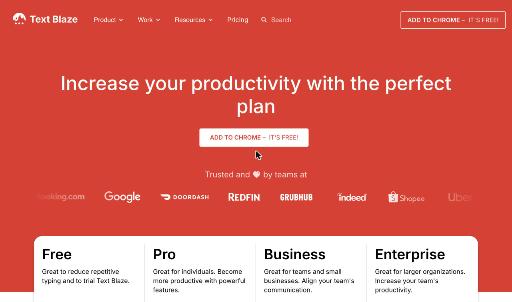 Text Blaze
Product
Work
Resources
Pricing
Search
ADD TO CHROME – IT'S FREE!
Increase your productivity with the perfect
plan
ADD TO CHROME – IT'S FREE!
Trusted and by teams at
Booking.com
Google
DOORDASH
REDFIN
GRUBHUB
indeed
Shopee
Uber
Free
Great to reduce repetitive
typing and to trial Text Blaze.
Pro
Great for individuals. Become
more productive with powerful
features.
Business
Great for teams and small
businesses. Align your team's
communication.
Enterprise
Great for larger organizations.
Increase your team's
productivity.